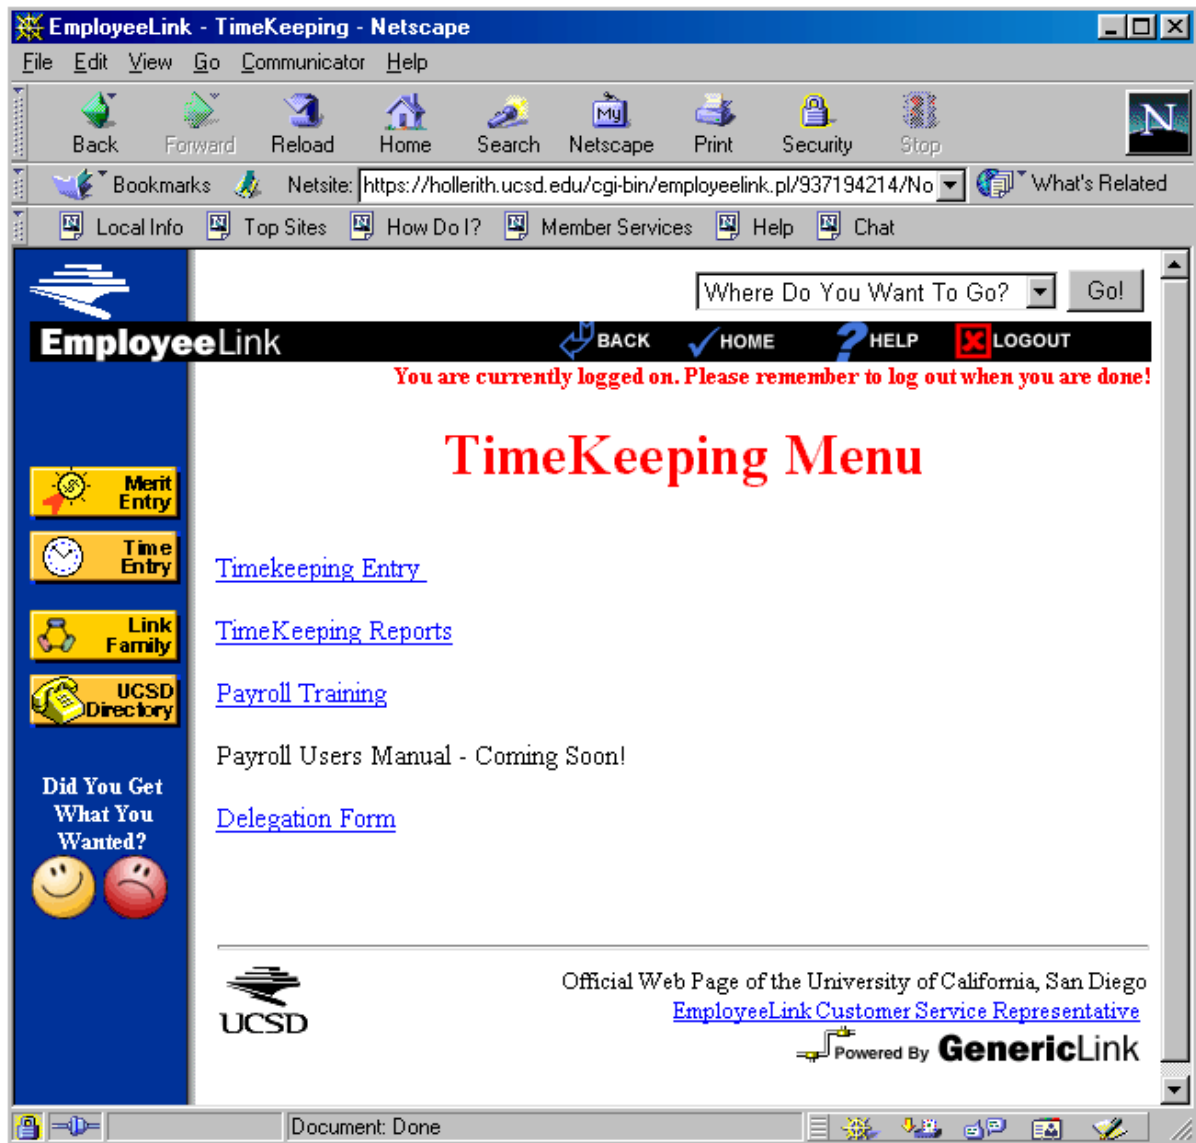 EmployeeLink - TimeKeeping - Netscape
File Edit View Go Communicator Help
Back Forward Reload Home Search Netscape Print Security Stop
My
N
Bookmarks Netsite: https://hollerith.ucsd.edu/cgi-bin/employeelink.pl/937194214/No What's Related
Local Info Top Sites How Do I? Member Services Help Chat
Where Do You Want To Go? Go!
EmployeeLink BACK HOME HELP LOGOUT
You are currently logged on. Please remember to log out when you are done!
TimeKeeping Menu
Merit
Entry
Time
Entry
Link
Family
UCSD
Directory
Did You Get
What You
Wanted?
Timekeeping Entry
TimeKeeping Reports
Payroll Training
Payroll Users Manual - Coming Soon!
Delegation Form
UCSD
Official Web Page of the University of California, San Diego
EmployeeLink Customer Service Representative
Powered By GenericLink
Document: Done